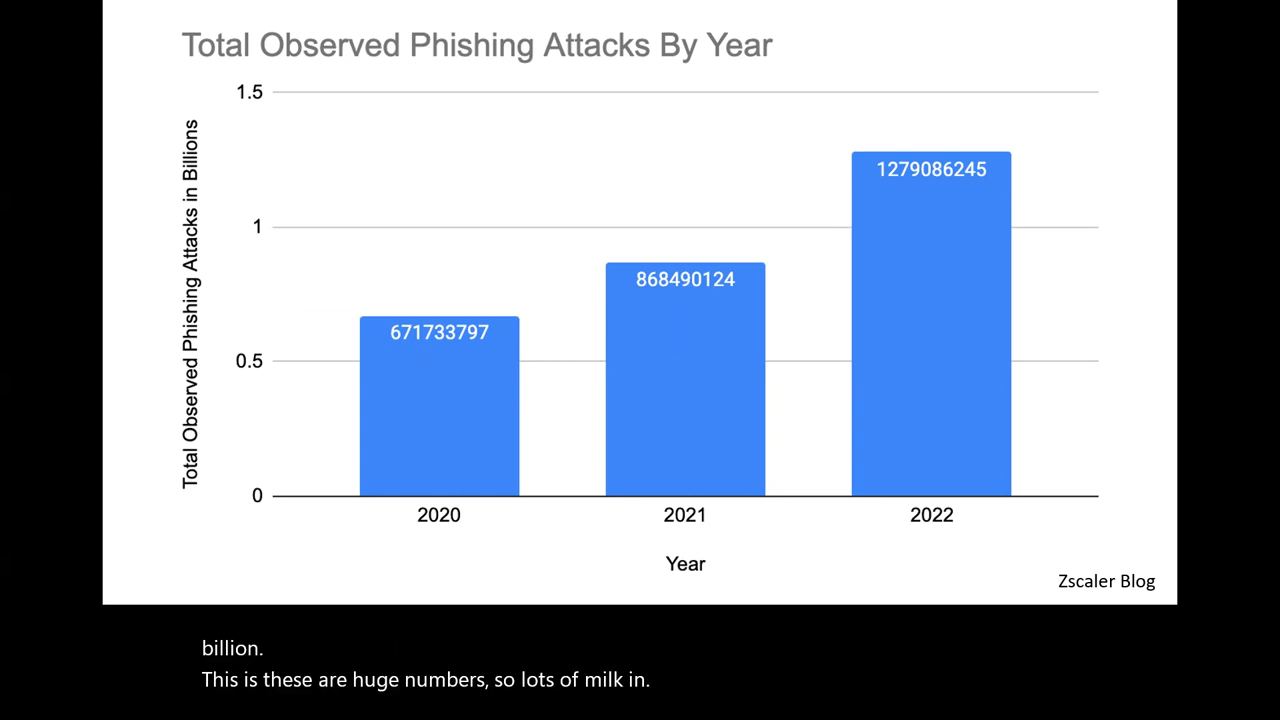 Total Observed Phishing Attacks By Year
Total Observed Phishing Attacks in Billions
1.5
1
0.5
0
671733797
868490124
1279086245
2020
2021
2022
Year
Zscaler Blog
billion.
This is these are huge numbers, so lots of milk in.